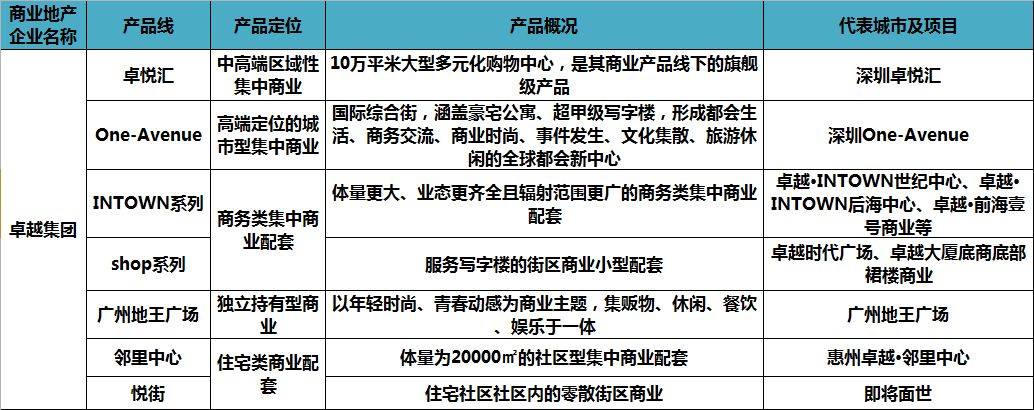 商业地产
企业名称
产品线
产品定位
产品概况
代表城市及项目
卓越集团
卓悦汇
中高端区域性
集中商业
10万平米大型多元化购物中心，是其商业产品线下的旗舰
级产品
深圳卓悦汇
One-Avenue
高端定位的城
市型集中商业
国际综合街，涵盖豪宅公寓、超甲级写字楼，形成都会生
活、商务交流、商业时尚、事件发生、文化集散、旅游休
闲的全球都会新中心
深圳One-Avenue
INTOWN系列
商务类集中商
业配套
体量更大、业态更齐全且辐射范围更广的商务类集中商业
配套
卓越·INTOWN世纪中心、卓越·
INTOWN后海中心、卓越·前海壹
号商业等
shop系列
服务写字楼的街区商业小型配套
卓越时代广场、卓越大厦底商底部
裙楼商业
广州地王广场
独立持有型商
业
以年轻时尚、青春动感为商业主题，集贩物、休闲、餐饮
、娱乐于一体
广州地王广场
邻里中心
住宅类商业配
套
体量为20000㎡的社区型集中商业配套
惠州卓越·邻里中心
悦街
住宅社区社区内的零散街区商业
即将面世